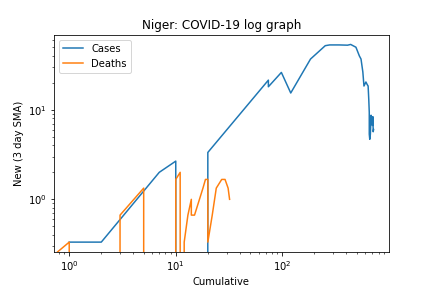 Niger: COVID-19 log graph
Cases
Deaths
New (3 day SMA)
10¹
10⁰
10⁰ 10¹ 10²
Cumulative